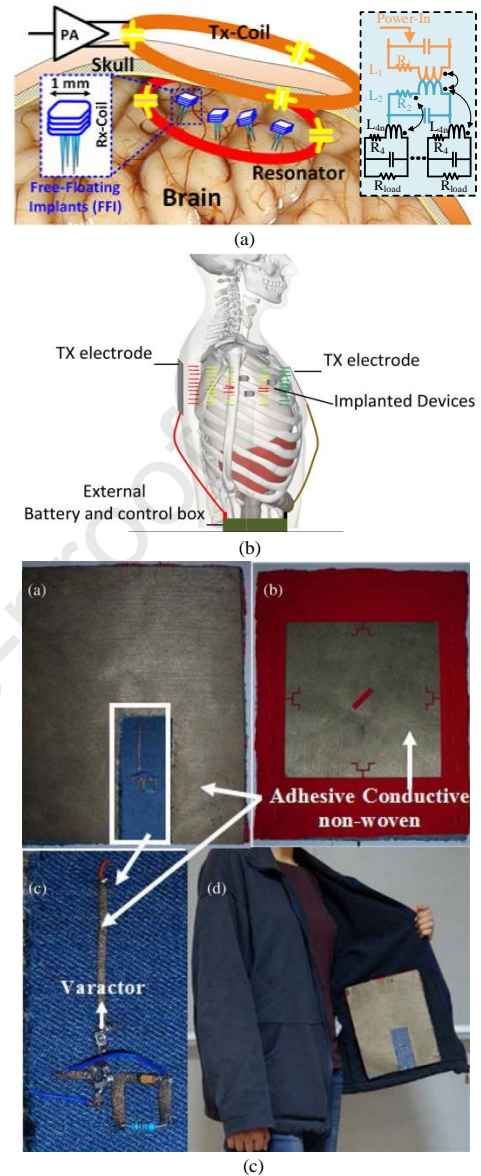 PA
Tx-Coil
Power-In
Skull
1 mm
Rx-Coil
Free-Floating
Implants (FFI)
Brain
Resonator
L1
R1
L2
R2
L4n
L4n
R4
R4
Rload
Rload
(a)
TX electrode
TX electrode
Implanted Devices
External
Battery and control box
(b)
(a)
(b)
Adhesive Conductive
non-woven
(c)
(d)
Varactor
(c)